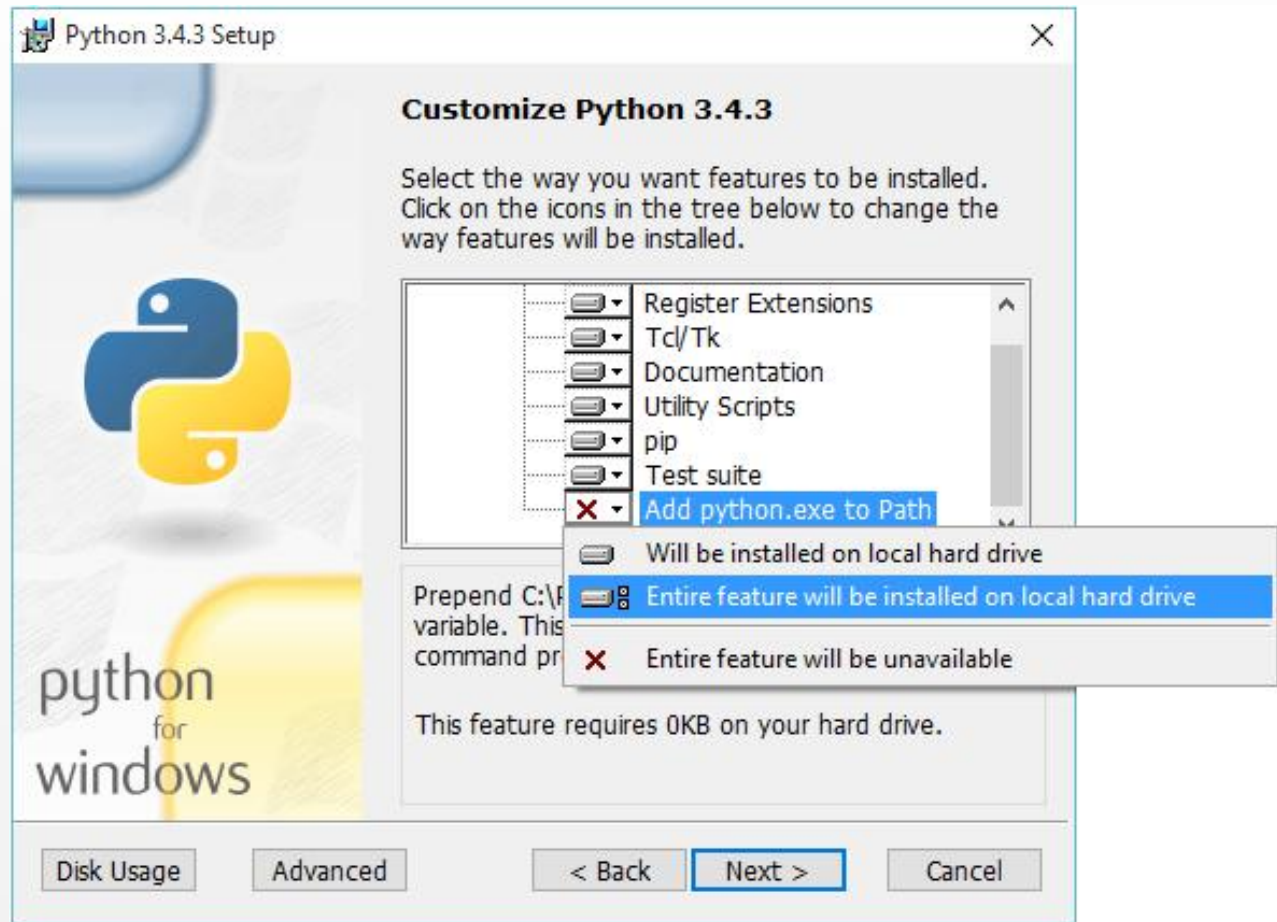 Python 3.4.3 Setup
Customize Python 3.4.3
Select the way you want features to be installed.
Click on the icons in the tree below to change the
way features will be installed.
Register Extensions
Tcl/Tk
Documentation
Utility Scripts
pip
Test suite
Add python.exe to Path
Will be installed on local hard drive
Entire feature will be installed on local hard drive
Entire feature will be unavailable
Prepend C:\
variable. This
command
This feature requires 0KB on your hard drive.
python
for
windows
Disk Usage
Advanced
< Back
Next >
Cancel